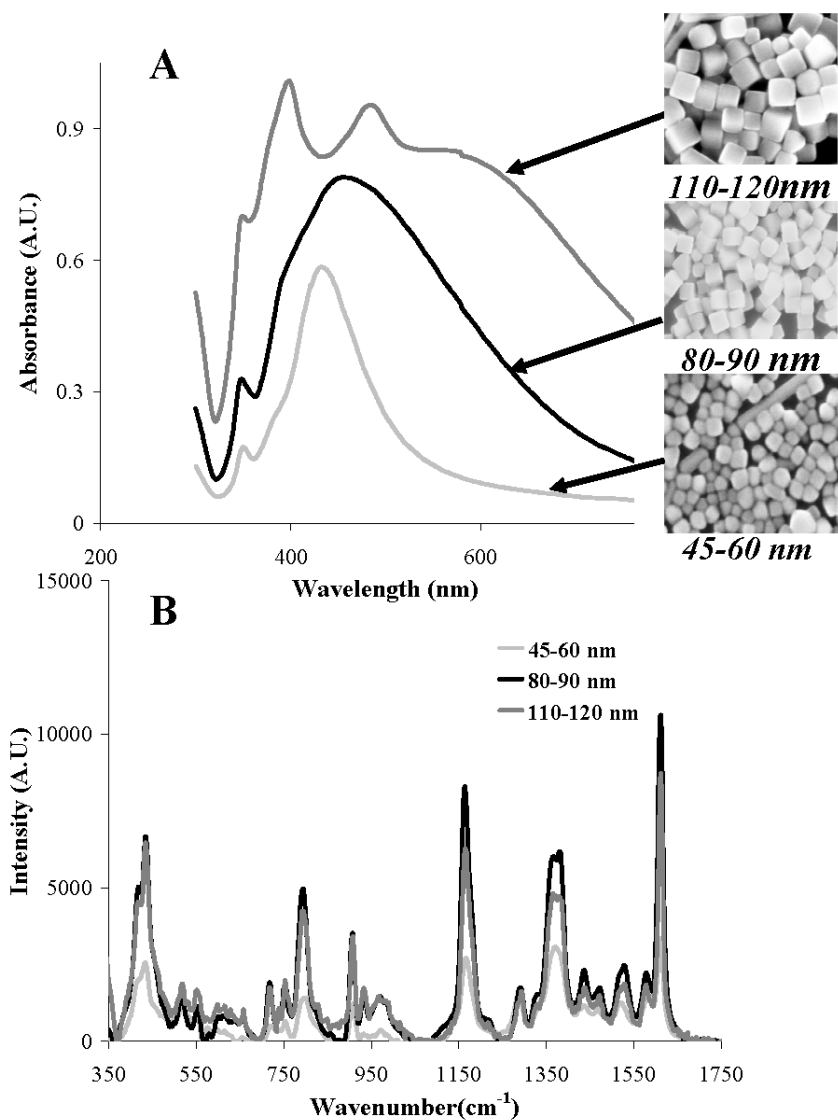 A
Absorbance (A.U.)
0.9
0.6
0.3
0
200
400
600
Wavelength (nm)
110-120nm
80-90 nm
45-60 nm
B
Intensity (A.U.)
15000
10000
5000
0
45-60 nm
80-90 nm
110-120 nm
350
550
750
950
1150
1350
1550
1750
Wavenumber(cm-1)